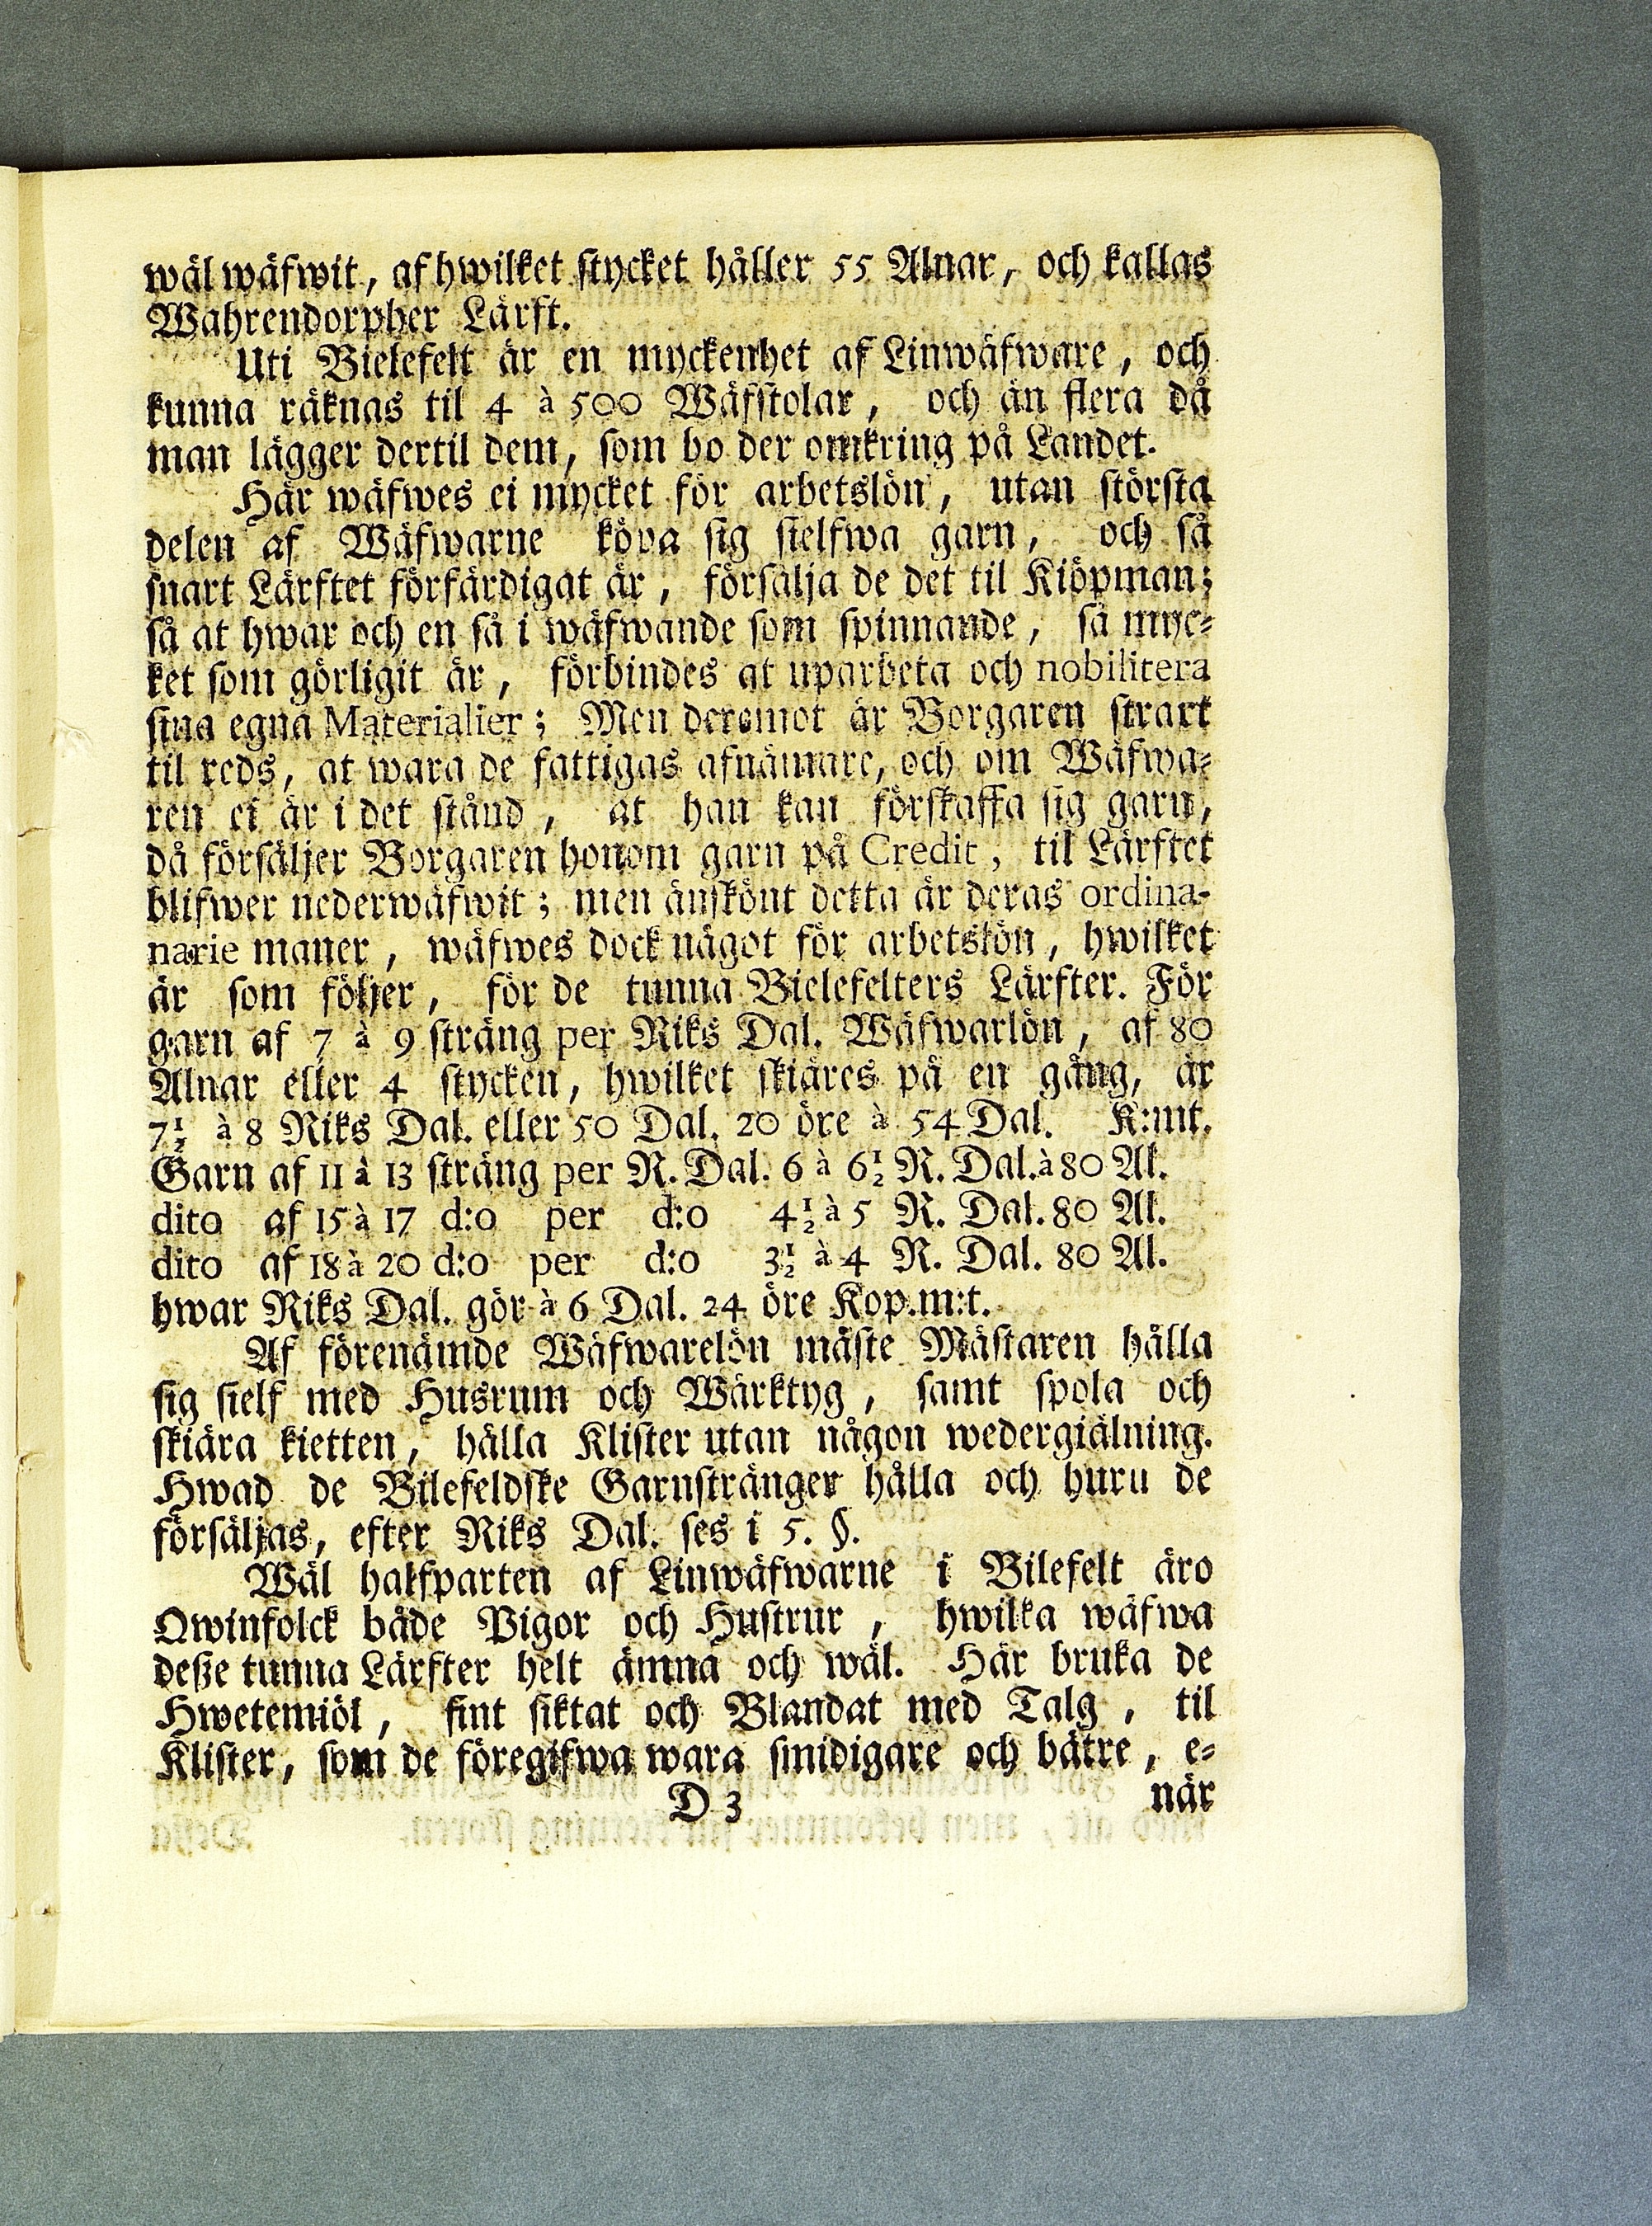 wäl wäfwit, af hwilket stycket håller 55 Alnar, och kallas
Wahrendorpher Lärft.
Uti Bielefelt är en myckenhet af Linwäfware, och
kunna räknas til 4 à 500 Wäfstolar, och än flera då
man lägger dertil dem, som bo der omkring på Landet.
Här wäfwes ei mycket för arbetslön, utan största
delen af Wäfwarne köpa sig sielfwa garn, och så
snart Lärftet förfärdigat är, försälja de det til Kiöpman;
så at hwar och en så i wäfwande som spinnande, så myc-
ket som görligit är, förbindes at uparbeta och nobilitera
sina egna Materialier; Men deremot är Borgaren strart
til reds, at wara de fattigas afnämare, och om Wäfwa-
ren ei är i det stånd, at han kan förskaffa sig garn,
då försäljer Borgaren honom garn på Credit, til Lärftet
blifwer nederwäfwit; men änskönt detta är deras ordina-
narie maner, wäfwes dock något för arbetslön, hwilket
är som följer, för de tunna Bielefelters Lärfter. För
garn af 7 à 9 sträng per Riks Dal. Wäfwarlön, af 80
Alnar eller 4 stycken, hwilket skiäres på en gång, är
7½ à 8 Riks Dal. eller 50 Dal. 20 öre à 54 Dal. K:mt.
Garn af 11 à 13 sträng per R. Dal. 6 à 6½ R. Dal. à 80 Al.
dito af 15 à 17 d:o per d:o 4½ à 5 R. Dal. 80 Al.
dito af 18 à 20 d:o per d:o 3½ à 4 R. Dal. 80 Al.
hwar Riks Dal. gör à 6 Dal. 24 öre Kop.m:t.
Af förenämde Wäfwarelön måste Mästaren hålla
sig sielf med Husrum och Wärktyg, samt spola och
skiära kietten, hålla Klister utan någon wedergiälning.
Hwad de Bilefeldske Garnstränger hålla och huru de
försäljas, efter Riks Dal. ses i 5. §.
Wäl halfparten af Linwäfwarne i Bilefelt äro
Qwinfolck både Pigor och Hustrur, hwilka wäfwa
deße tunna Lärfter helt ämna och wäl. Här bruka de
Hwetemiöl, fint siktat och Blandat med Talg, til
Klister, som de föregifwa wara smidigare och bätre, e-
D 3 när